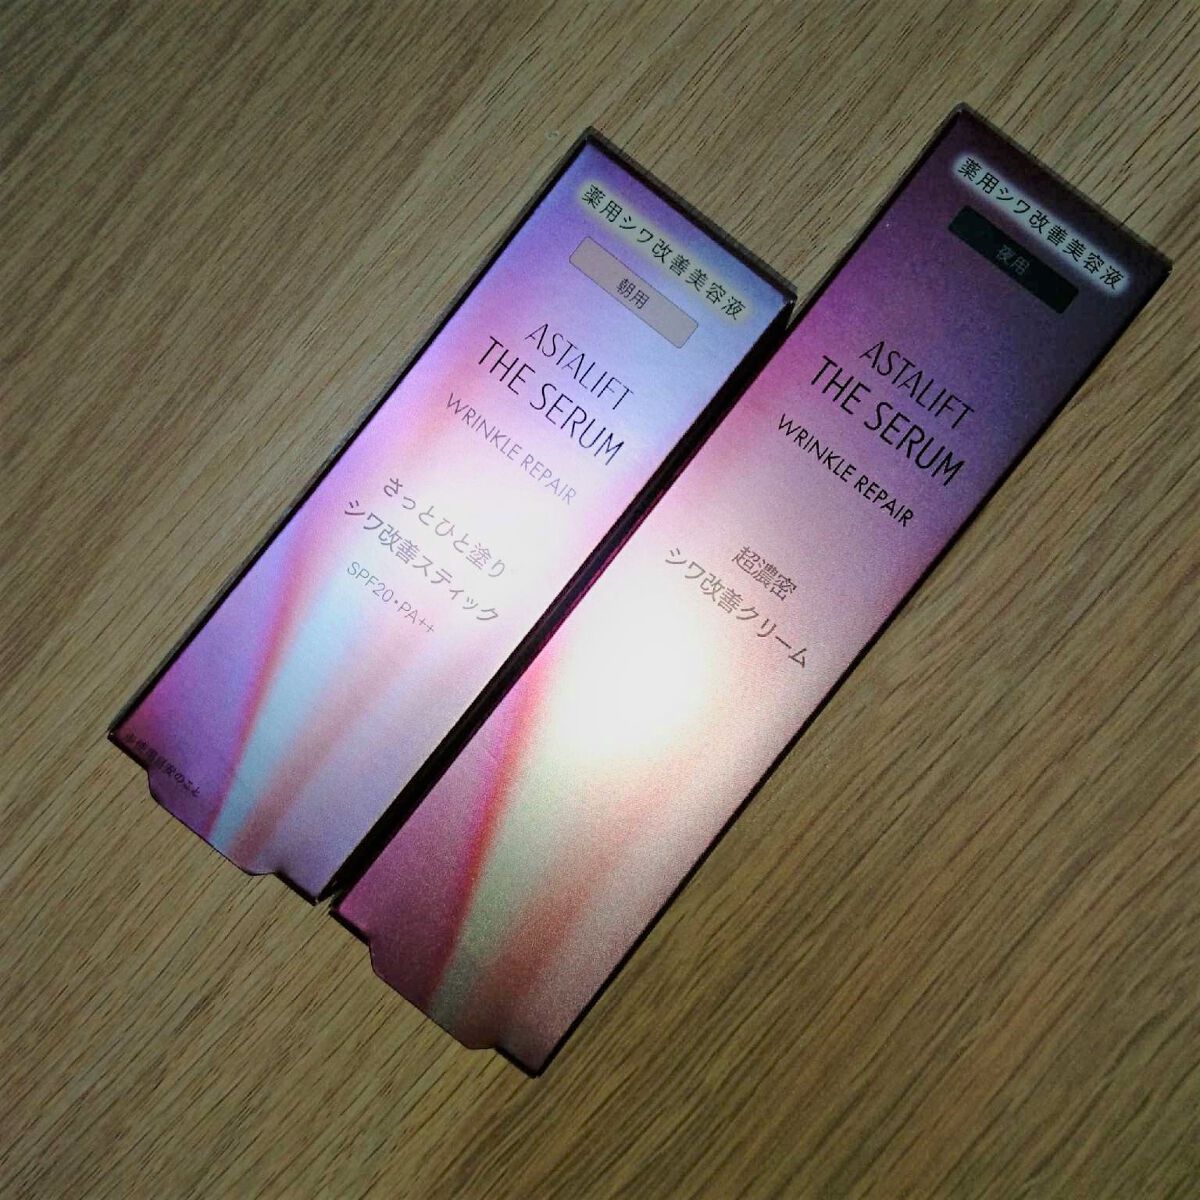 薬用シワ改善美容液
朝用
ASTALIFT
THE SERUM
WRINKLE REPAIR
さっとひと塗り
シワ改善スティック
SPF20・PA++
薬用シワ改善美容液
夜用
ASTALIFT
THE SERUM
WRINKLE REPAIR
超濃密
シワ改善クリーム